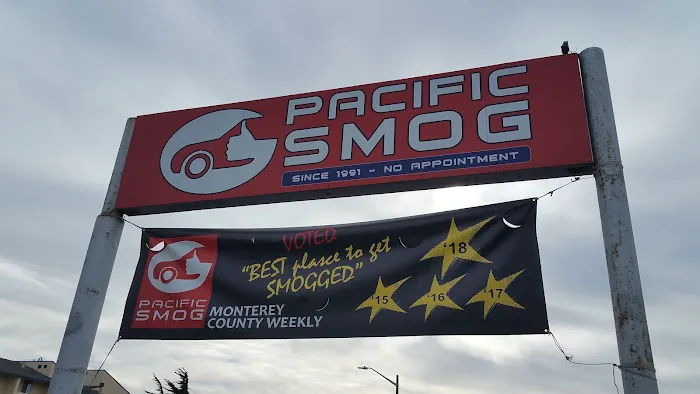 PACIFIC
SMOG
SINCE 1991 - NO APPOINTMENT
VOTED
"BEST plasce to get
SMOGGED"
'18
'15 '16 '17
PACIFIC
SMOG
MONTEREY
COUNTY WEEKLY